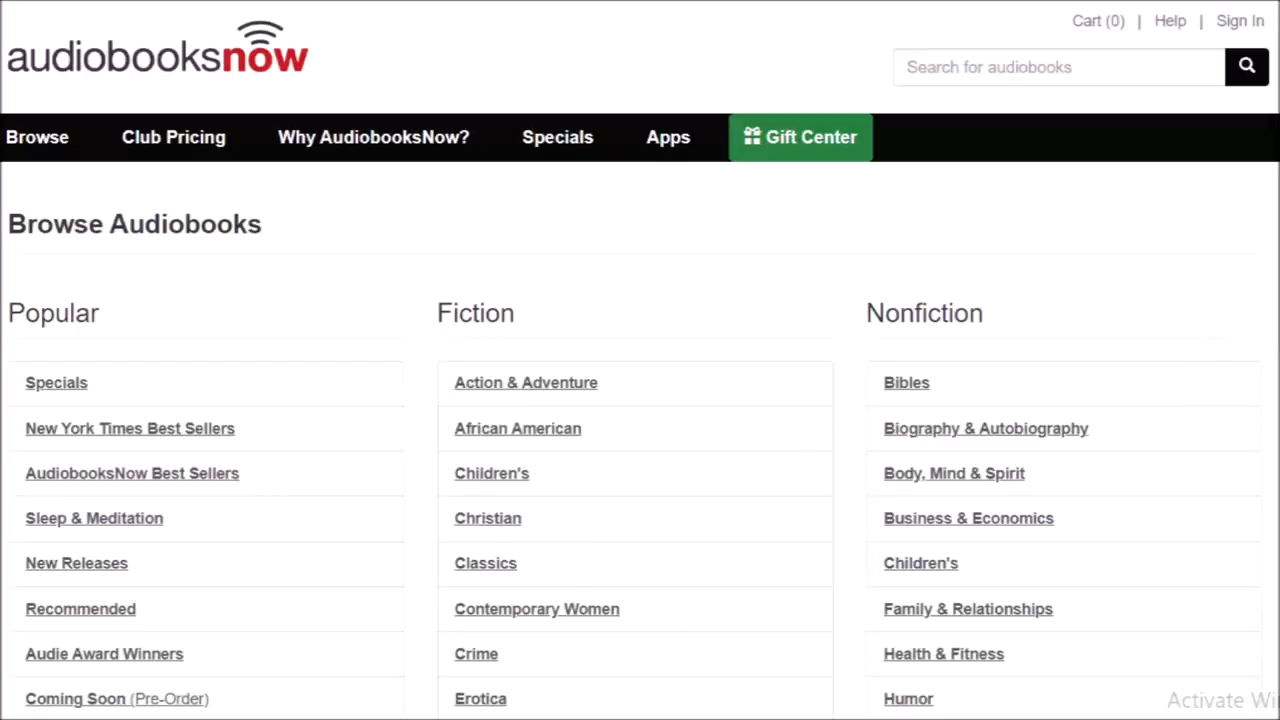 Cart (0) | Help | Sign In
audiobooksnow
Search for audiobooks
Browse Club Pricing Why AudiobooksNow? Specials Apps Gift Center
Browse Audiobooks
Popular
Specials
New York Times Best Sellers
AudiobooksNow Best Sellers
Sleep & Meditation
New Releases
Recommended
Audie Award Winners
Coming Soon (Pre-Order)
Fiction
Action & Adventure
African American
Children's
Christian
Classics
Contemporary Women
Crime
Erotica
Nonfiction
Bibles
Biography & Autobiography
Body, Mind & Spirit
Business & Economics
Children's
Family & Relationships
Health & Fitness
Humor
Activate Wi